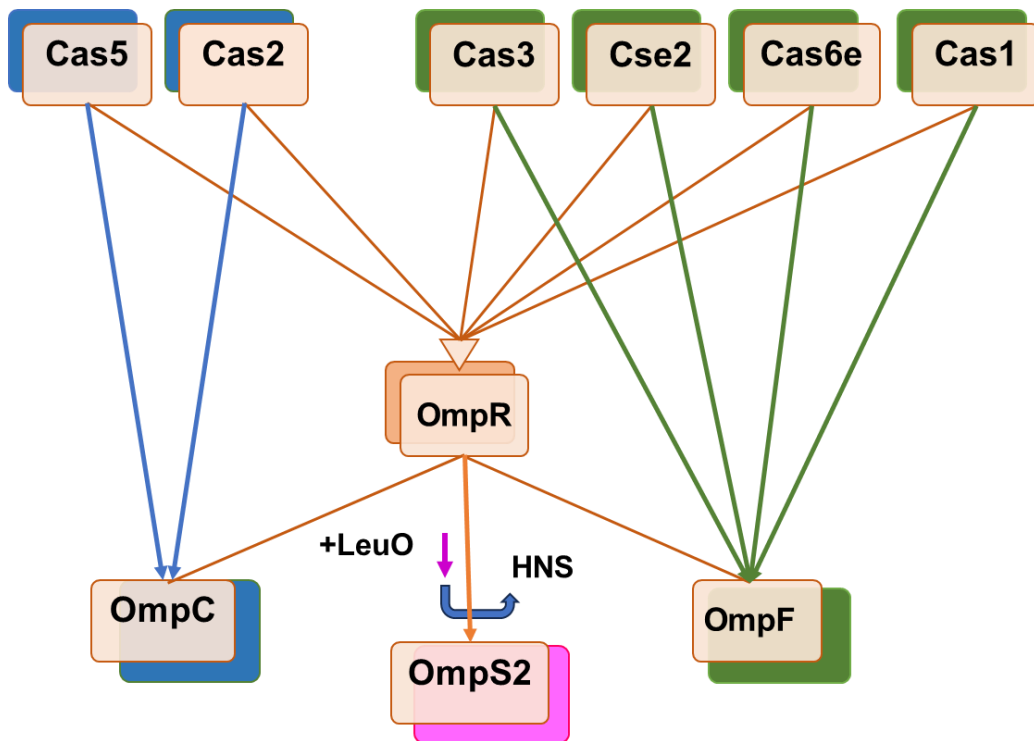 Cas5
Cas2
Cas3
Cse2
Cas6e
Cas1
OmpR
+LeuO
HNS
OmpC
OmpF
OmpS2